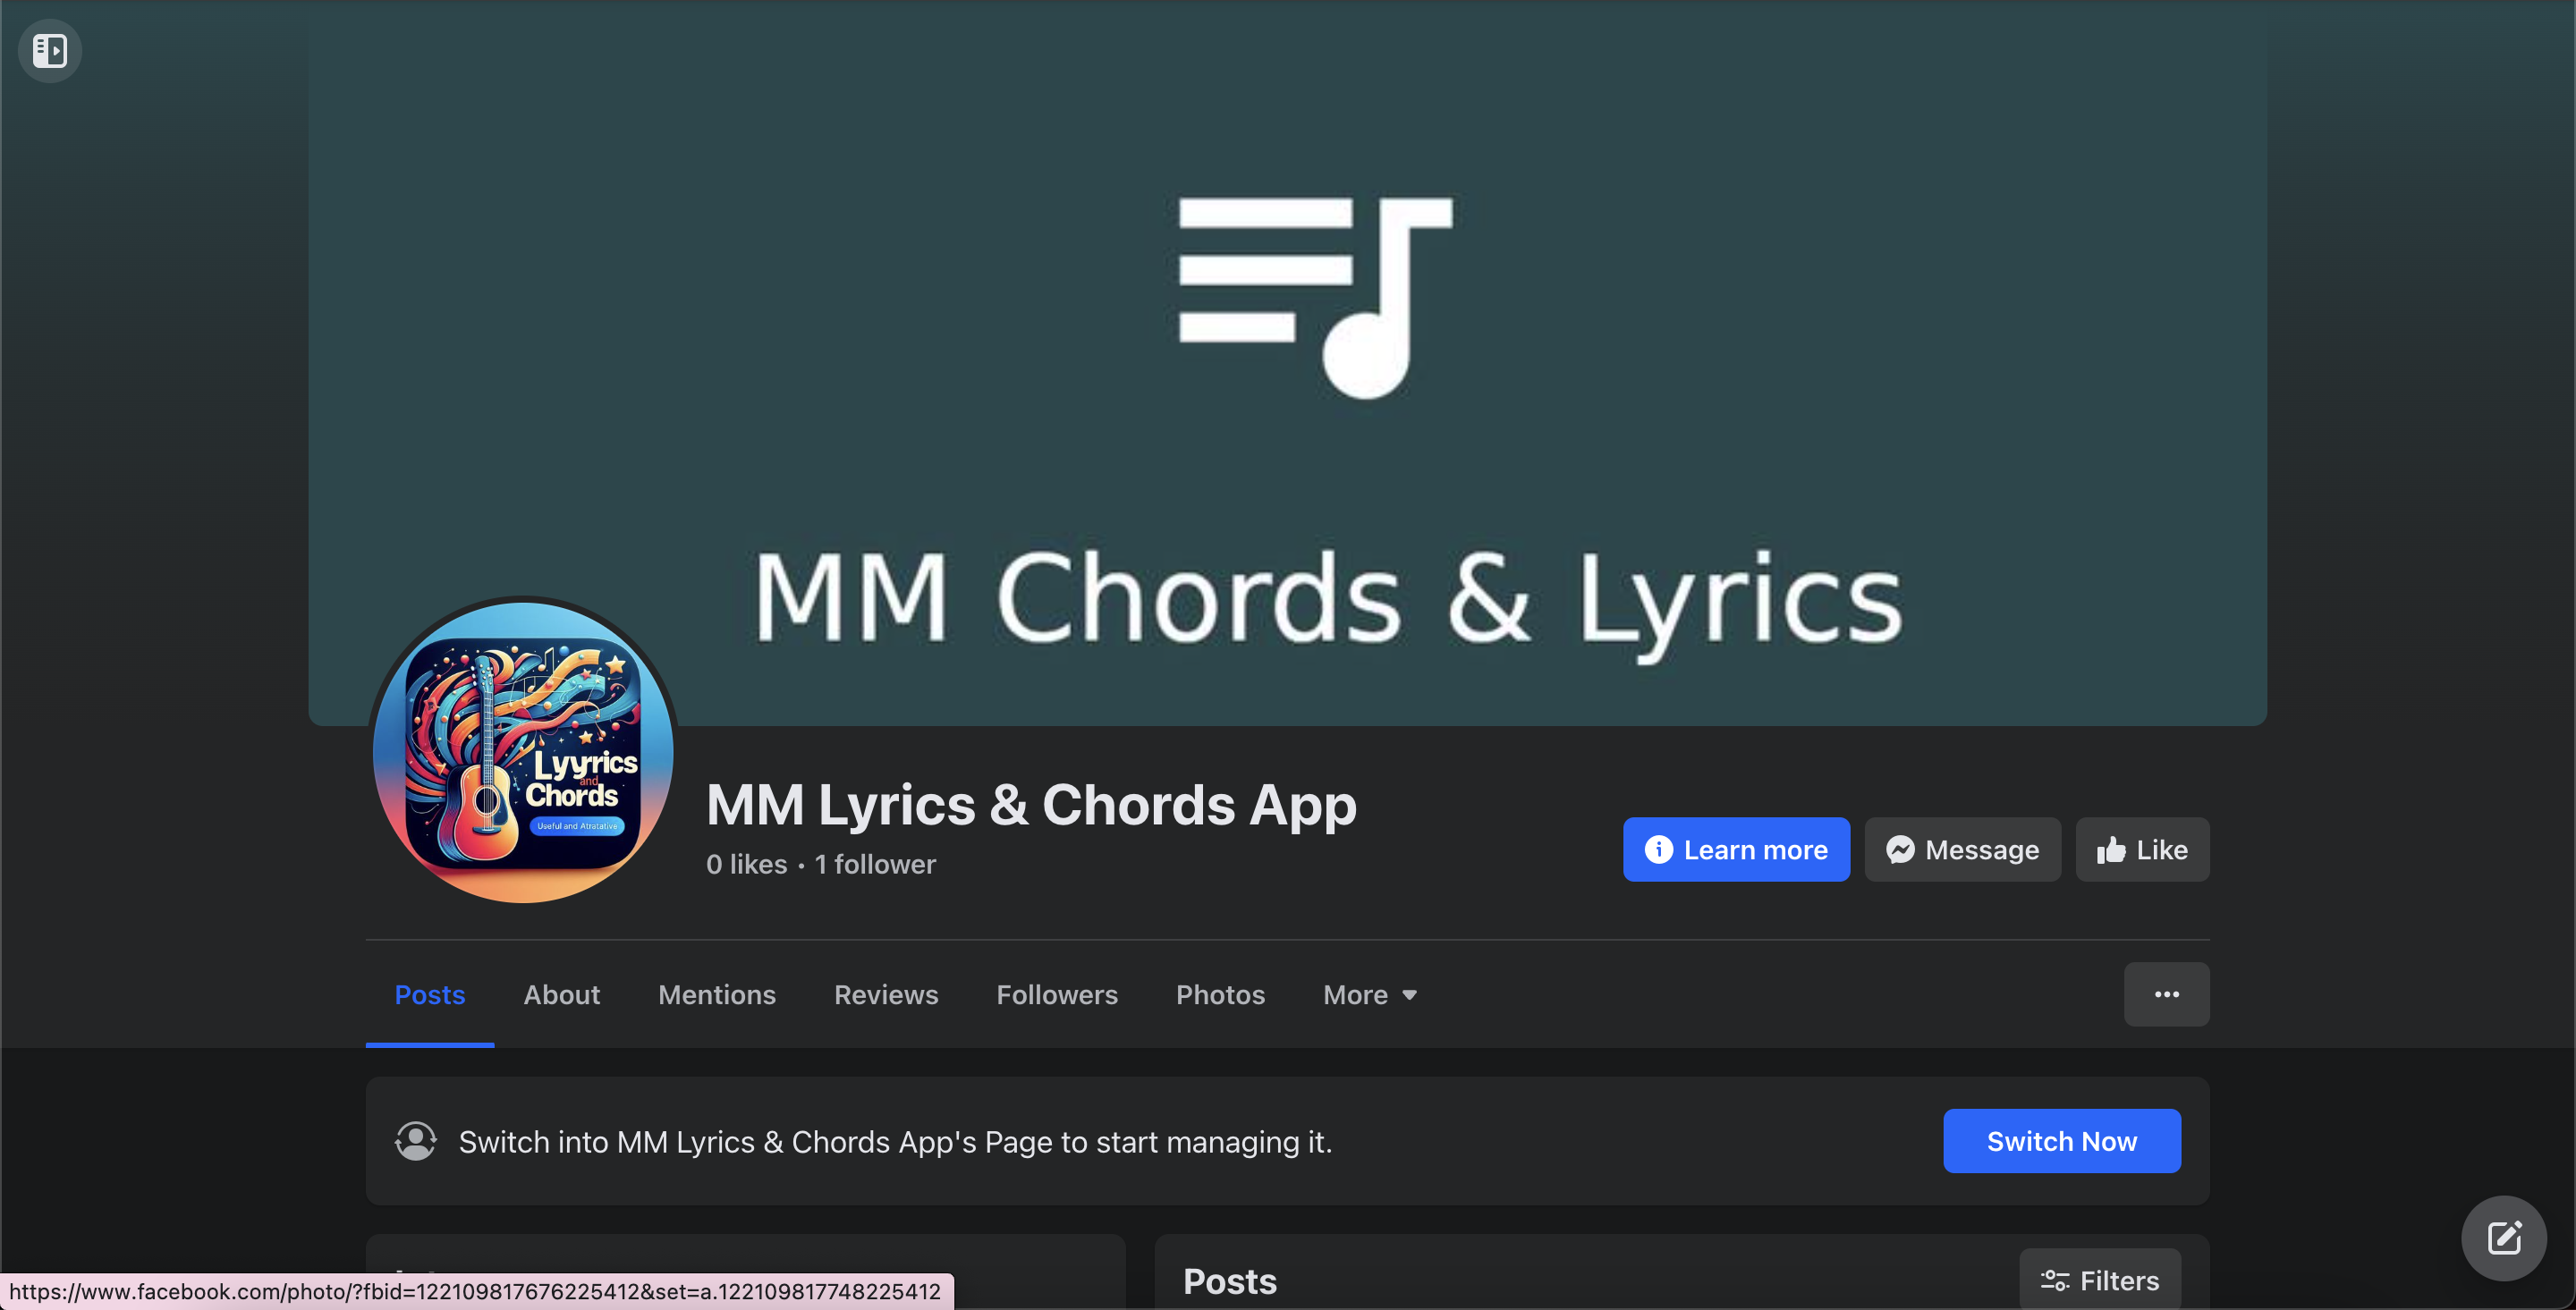 MM Chords & Lyrics
Lyyrics
and
Chords
Useful and Atratative
MM Lyrics & Chords App
0 likes • 1 follower
Learn more
Message
Like
Posts
About
Mentions
Reviews
Followers
Photos
More
Switch into MM Lyrics & Chords App's Page to start managing it.
Switch Now
Posts
Filters
https://www.facebook.com/photo/?fbid=122109817676225412&set=a.122109817748225412